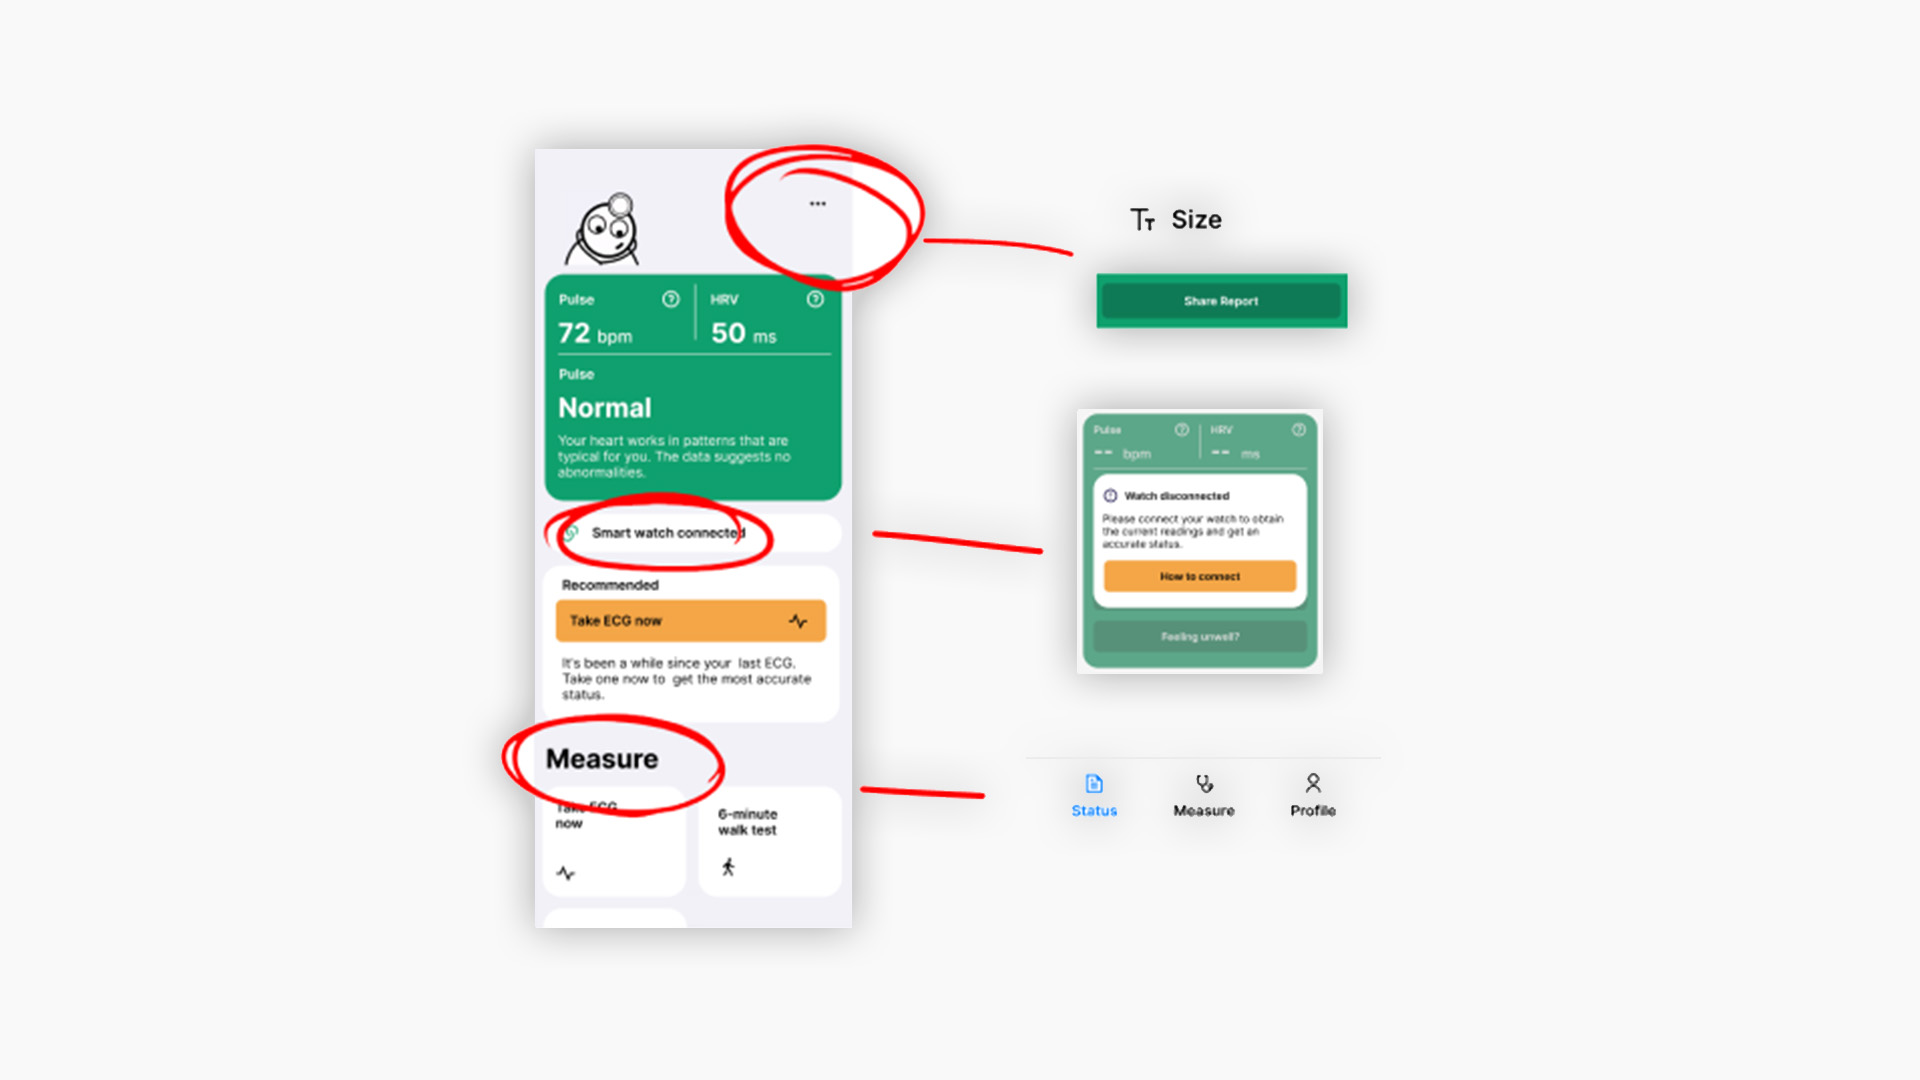 Pulse
HRV
72 bpm
50 ms
Pulse
Normal
Your heart works in patterns that are
typical for you. The data suggests no
abnormalities.
Smart watch connected
Recommended
Take ECG now
It's been a while since your last ECG.
Take one now to get the most accurate
status.
Measure
Take ECG
now
6-minute
walk test
Tт Size
Share Report
Pulse
HRV
-- bpm
-- ms
Watch disconnected
Please connect your watch to obtain
the current readings and get an
accurate status.
How to connect
Feeling unwell?
Status
Measure
Profile